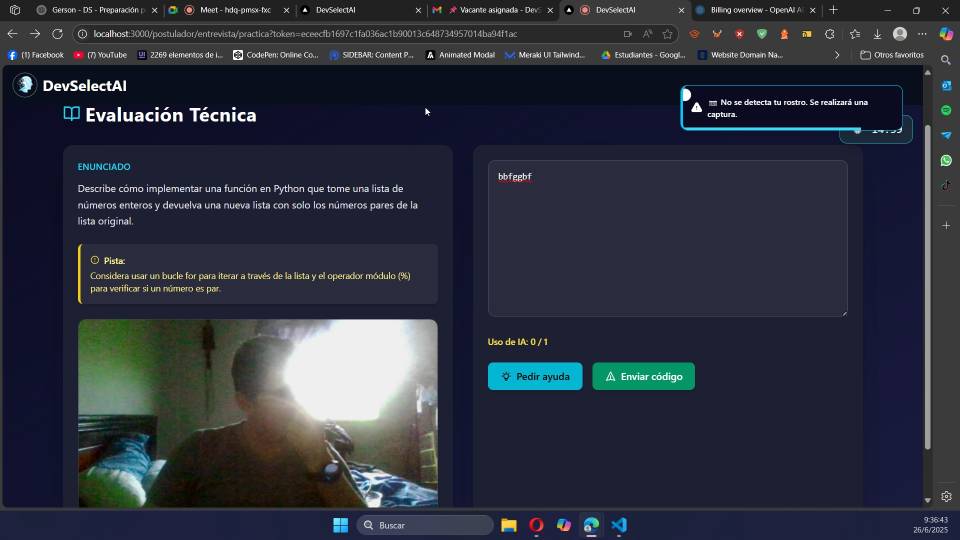 Gerson - DS - Preparación p
Meet - hdq-pmsx-fxc
DevSelectAI
Vacante asignada - DevS
DevSelectAI
Billing overview - OpenAI A
localhost:3000/postulador/entrevista/practica?token=eceecfb1697c1fa036ac1b90013c648734957014ba94f1ac
(1) Facebook
(7) YouTube
2269 elementos de i...
CodePen: Online Co...
SIDEBAR: Content P...
Animated Modal
Meraki UI Tailwind...
Estudiantes - Googl...
Website Domain Na...
Otros favoritos
DevSelectAI
No se detecta tu rostro. Se realizará una
captura.
Evaluación Técnica
ENUNCIADO
Describe cómo implementar una función en Python que tome una lista de
números enteros y devuelva una nueva lista con solo los números pares de la
lista original.
Pista:
Considera usar un bucle for para iterar a través de la lista y el operador módulo (%)
para verificar si un número es par.
bbfggbf
Uso de IA: 0 / 1
Pedir ayuda
Enviar código
Buscar
9:36:43
26/6/2025